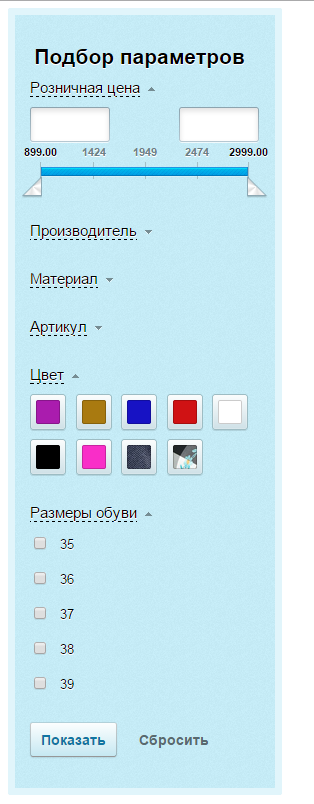 Подбор параметров
Розничная цена
899.00 1424 1949 2474 2999.00
Производитель
Материал
Артикул
Цвет
Размеры обуви
35
36
37
38
39
Показать Сбросить